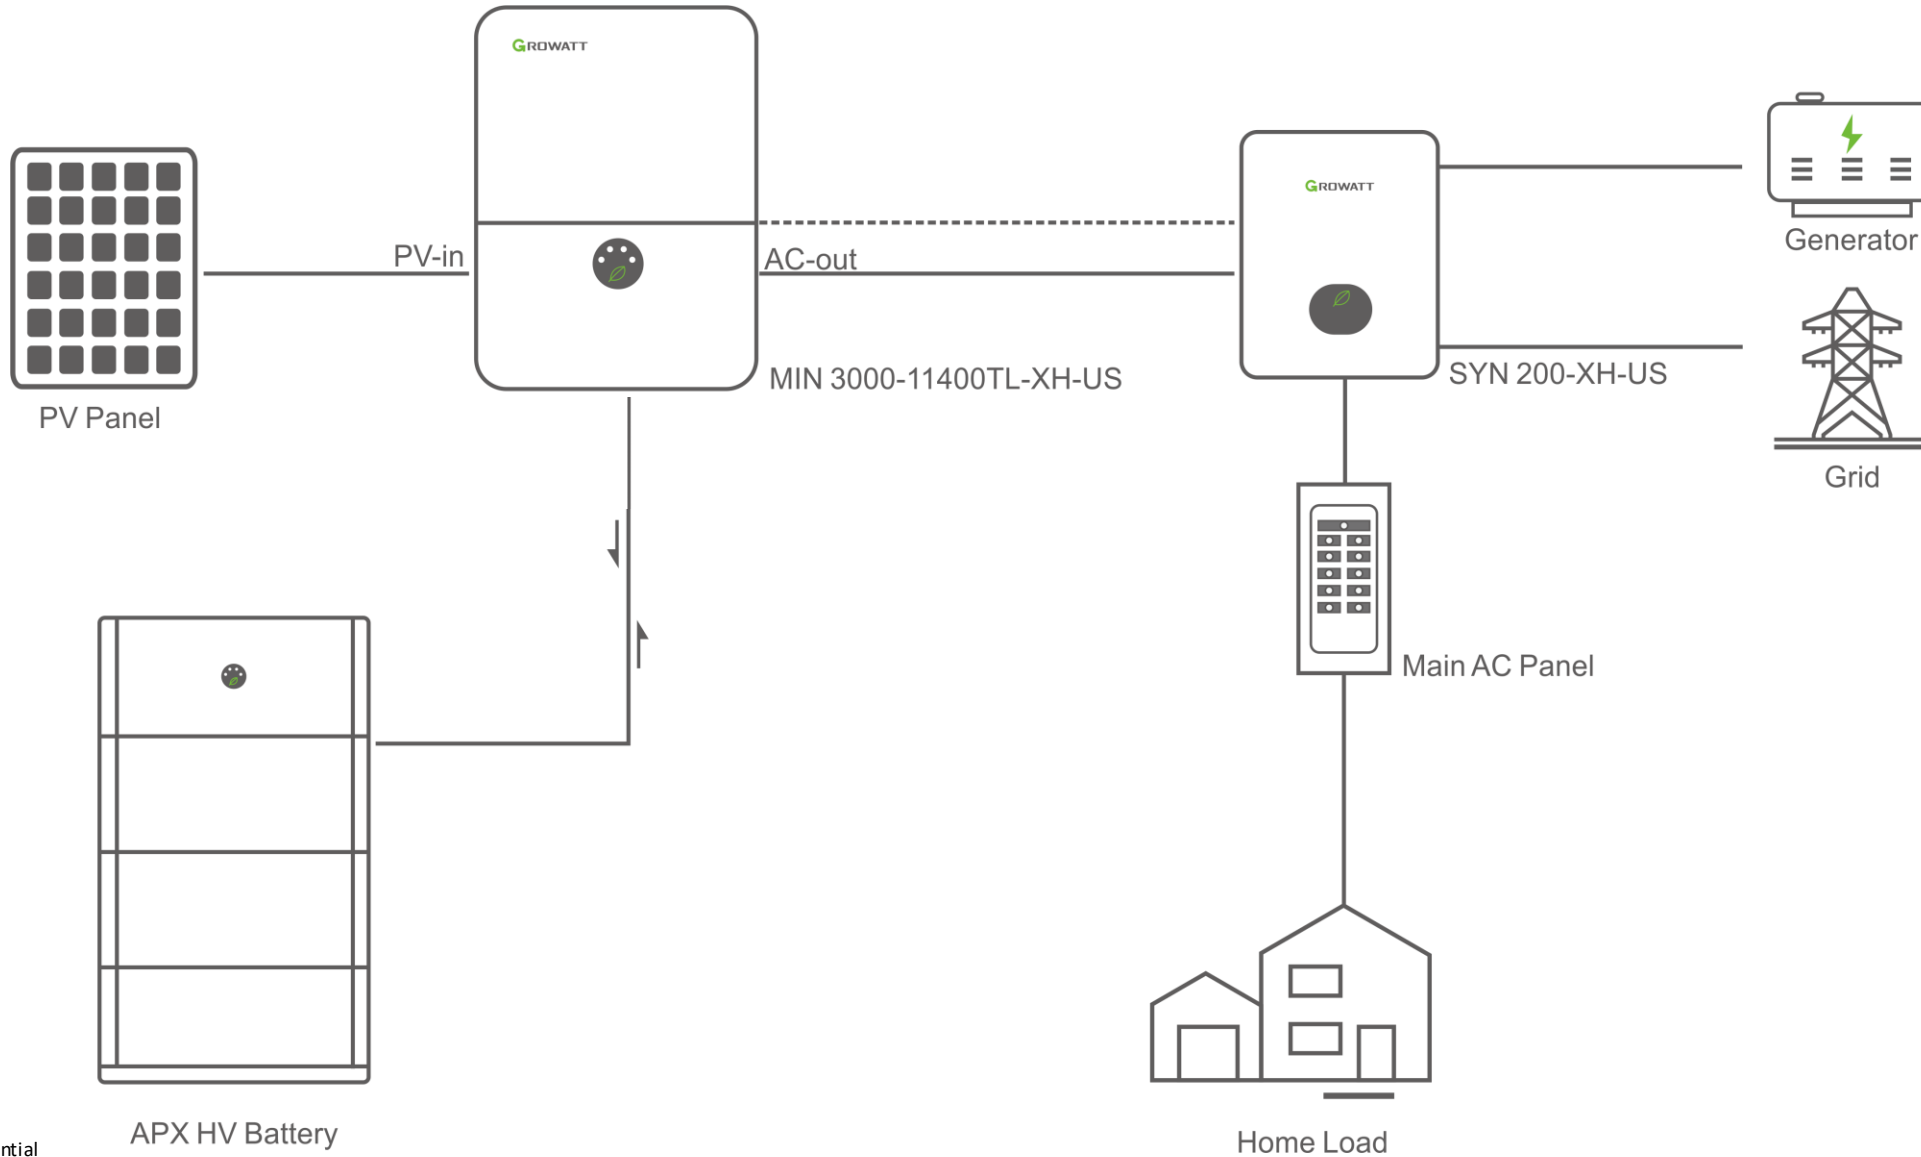 GROWATT
GROWATT
PV-in
AC-out
Generator
MIN 3000-11400TL-XH-US
SYN 200-XH-US
PV Panel
Grid
Main AC Panel
APX HV Battery
Home Load
ntial